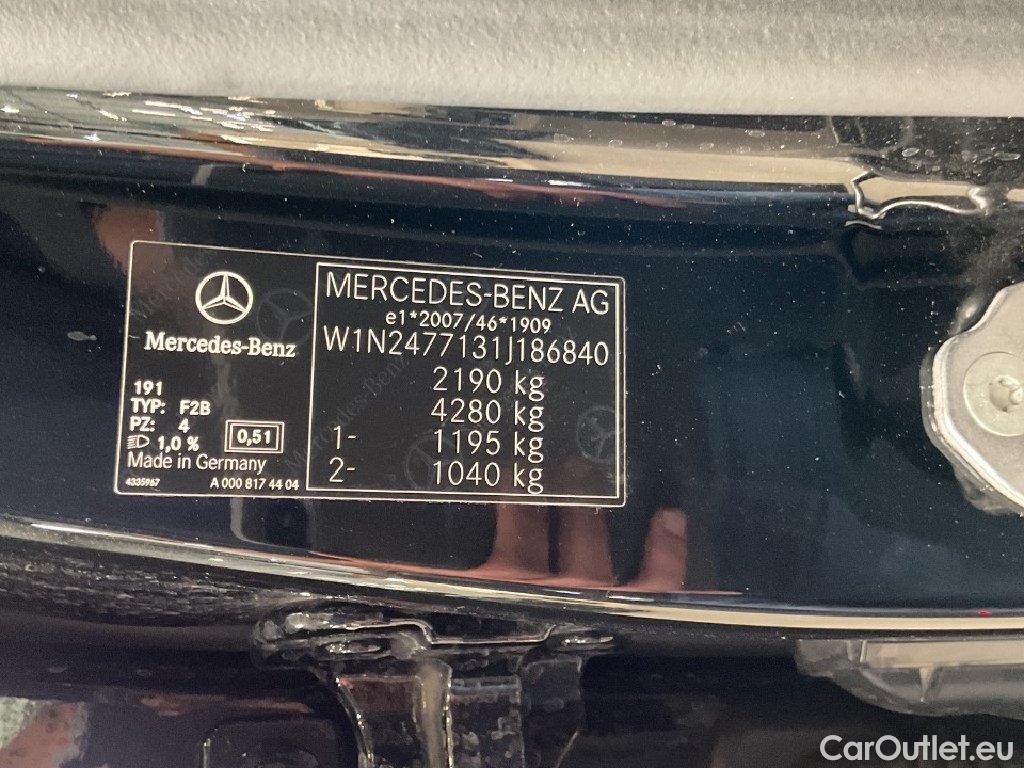 Mercedes-Benz
191
TYP: F2B
PZ: 4
1,0 %
0,51
Made in Germany
4335967
A 000 817 44 04
MERCEDES-BENZ AG
e1*2007/46*1909
W1N2477131J186840
2190 kg
4280 kg
1- 1195 kg
2- 1040 kg
CarOutlet.eu